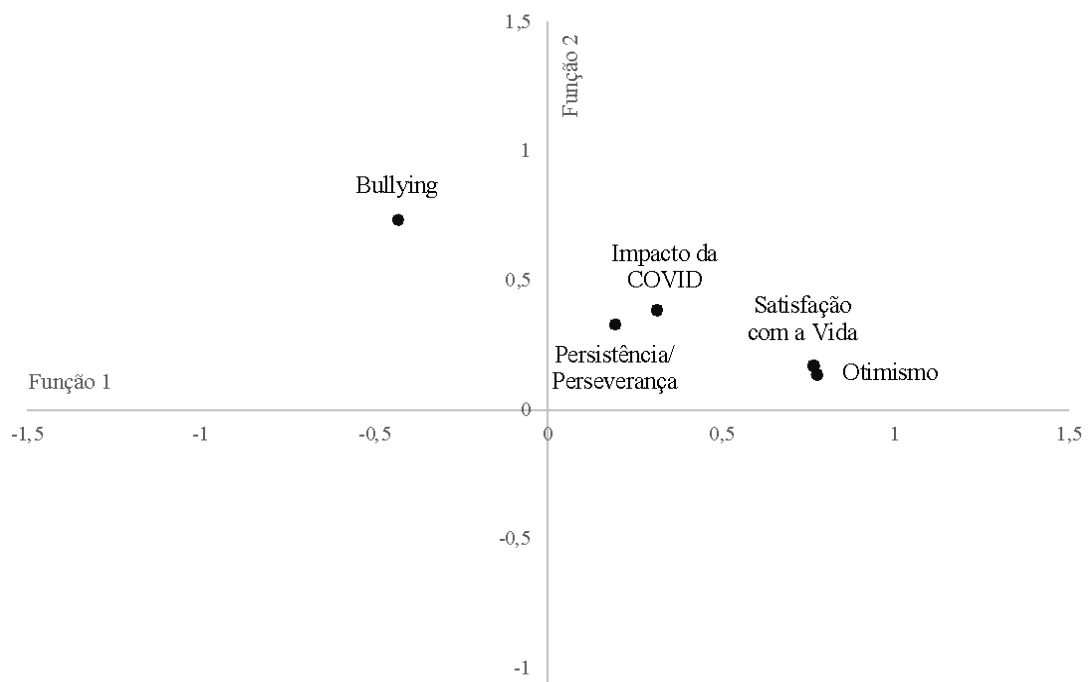 1,5
Função 2
1
Bullying
Impacto da
COVID
0,5
Satisfação
com a Vida
Persistência/
Perseverança
Otimismo
Função 1
0
-1,5
-1
-0,5
0
0,5
1
1,5
-0,5
-1